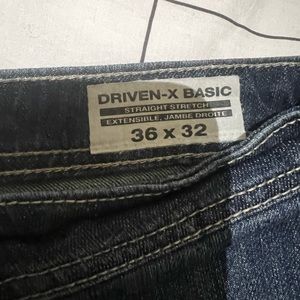 DRIVEN-X BASIC
STRAIGHT STRETCH
EXTENSIBLE, JAMBE DROITE
36 x 32